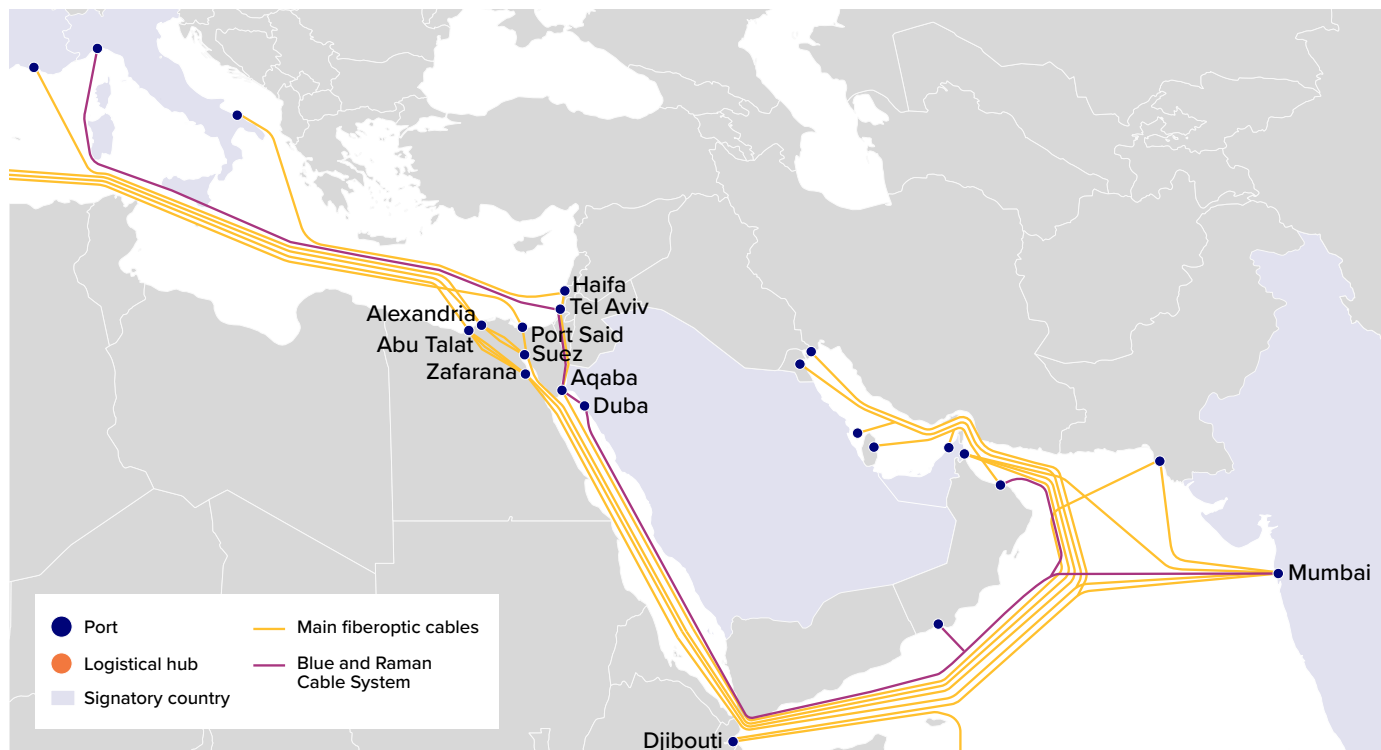 Haifa
Tel Aviv
Alexandria
Port Said
Abu Talat
Suez
Zafarana
Aqaba
Duba
Mumbai
Djibouti
Port
Main fiberoptic cables
Logistical hub
Blue and Raman
Cable System
Signatory country